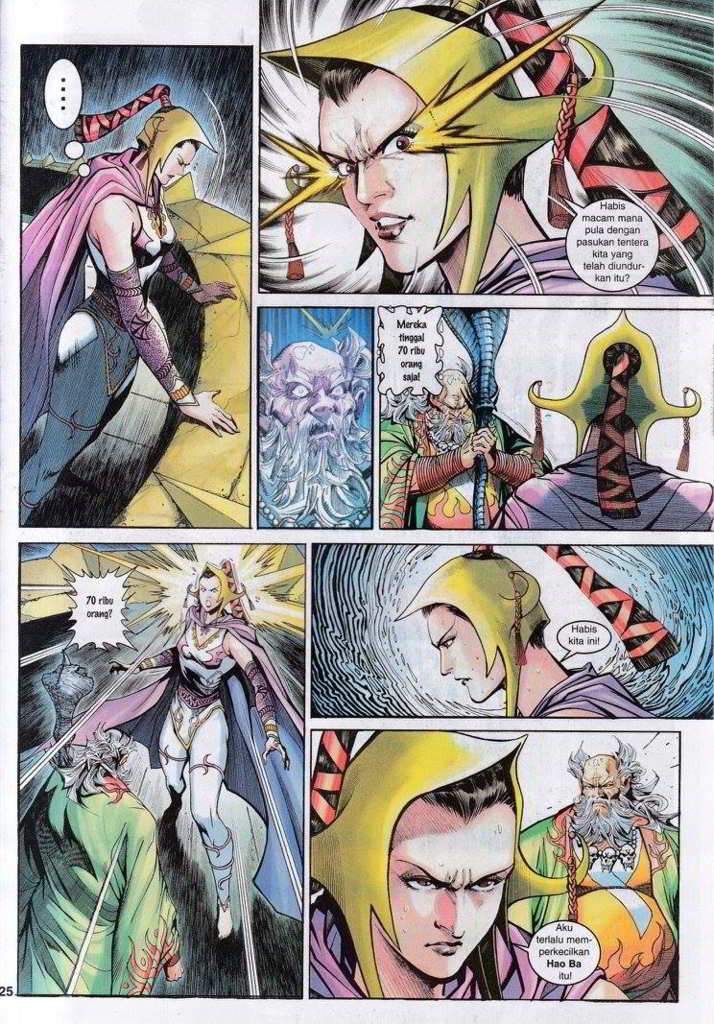 ....
Habis
macam mana
pula dengan
pasukan tentera
kita yang
telah diundur-
kan itu?
Mereka
tinggal
70 ribu
orang
saja!
70 ribu
orang?
Habis
kita ini!
Aku
terlalu mem-
perkecilkan
Hao Ba
itu!
25